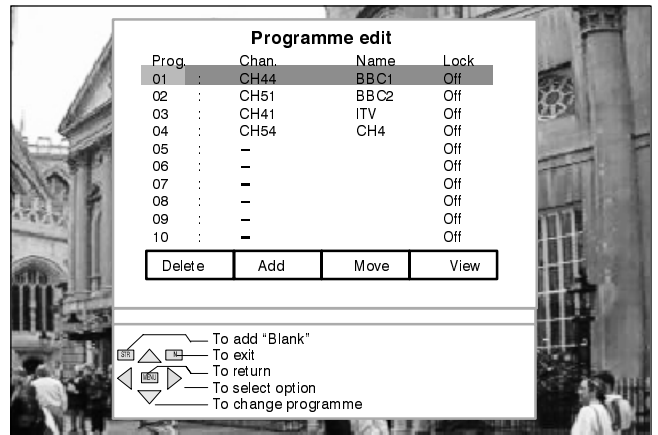 Programme edit
Prog. Chan. Name Lock
01 : CH44 BBC1 Off
02 : CH51 BBC2 Off
03 : CH41 ITV Off
04 : CH54 CH4 Off
05 : – Off
06 : – Off
07 : – Off
08 : – Off
09 : – Off
10 : – Off
Delete Add Move View
To add “Blank”
STR N To exit
MENU To return
To select option
To change programme